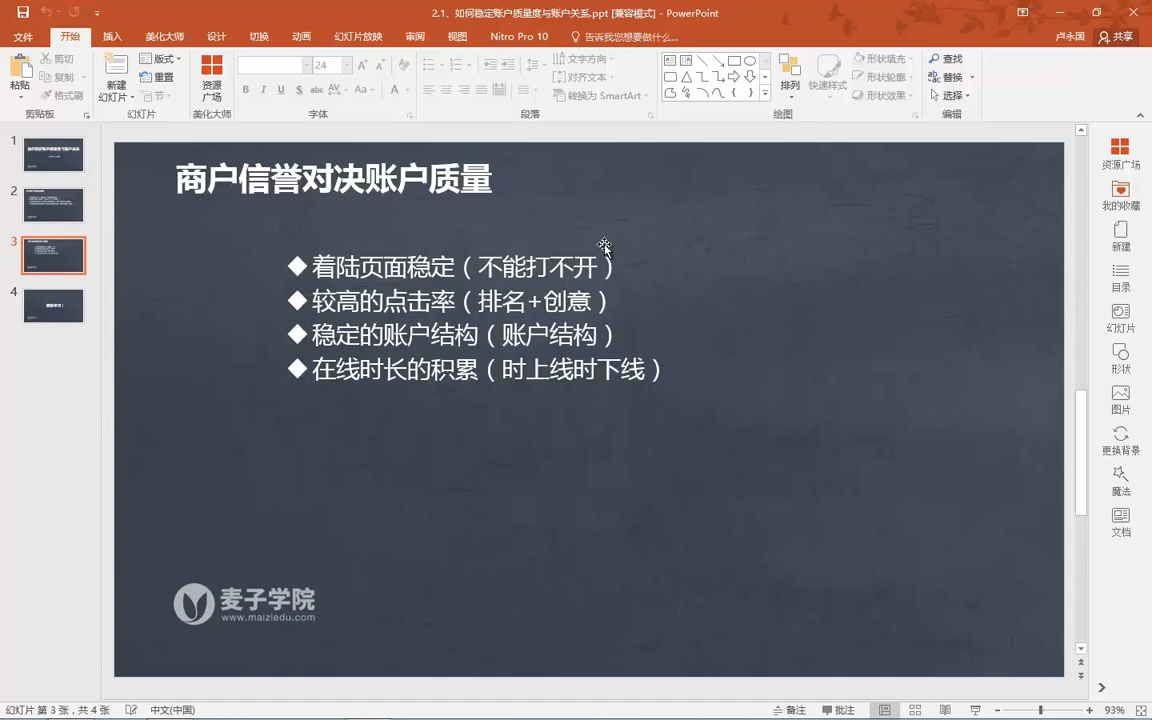 2.1、如何稳定账户质量度与账户关系.ppt [兼容模式] - PowerPoint
文件 开始 插入 美化大师 设计 切换 动画 幻灯片放映 审阅 视图 Nitro Pro 10 告诉我您想要做什么... 卢永国 共享
粘贴 剪切 复制 格式刷 剪贴板
新建 幻灯片 版式 重置 节 幻灯片
资源 广场 美化大师
24 B I U S abc AV Aa A 字体
文字方向 对齐文本 转换为 SmartArt 段落
排列 快速样式 形状填充 形状轮廓 形状效果 绘图
查找 替换 选择 编辑
1
2
3
4
商户信誉对决账户质量
◆着陆页面稳定（不能打不开）
◆较高的点击率（排名+创意）
◆稳定的账户结构（账户结构）
◆在线时长的积累（时上线时下线）
麦子学院
www.maiziedu.com
资源广场
我的收藏
新建
目录
幻灯片
形状
图片
更换背景
魔法
文档
幻灯片 第 3 张，共 4 张 中文(中国) 备注 批注 93%